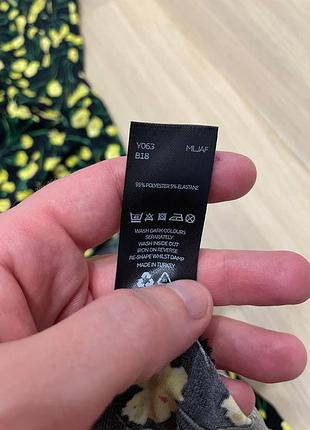 Y063 MLJAF
B18
95% POLYESTER 5% ELASTANE
WASH DARK COLOURS
SEPARATELY
WASH INSIDE OUT
IRON ON REVERSE
RE-SHAPE WHILST DAMP
MADE IN TURKEY